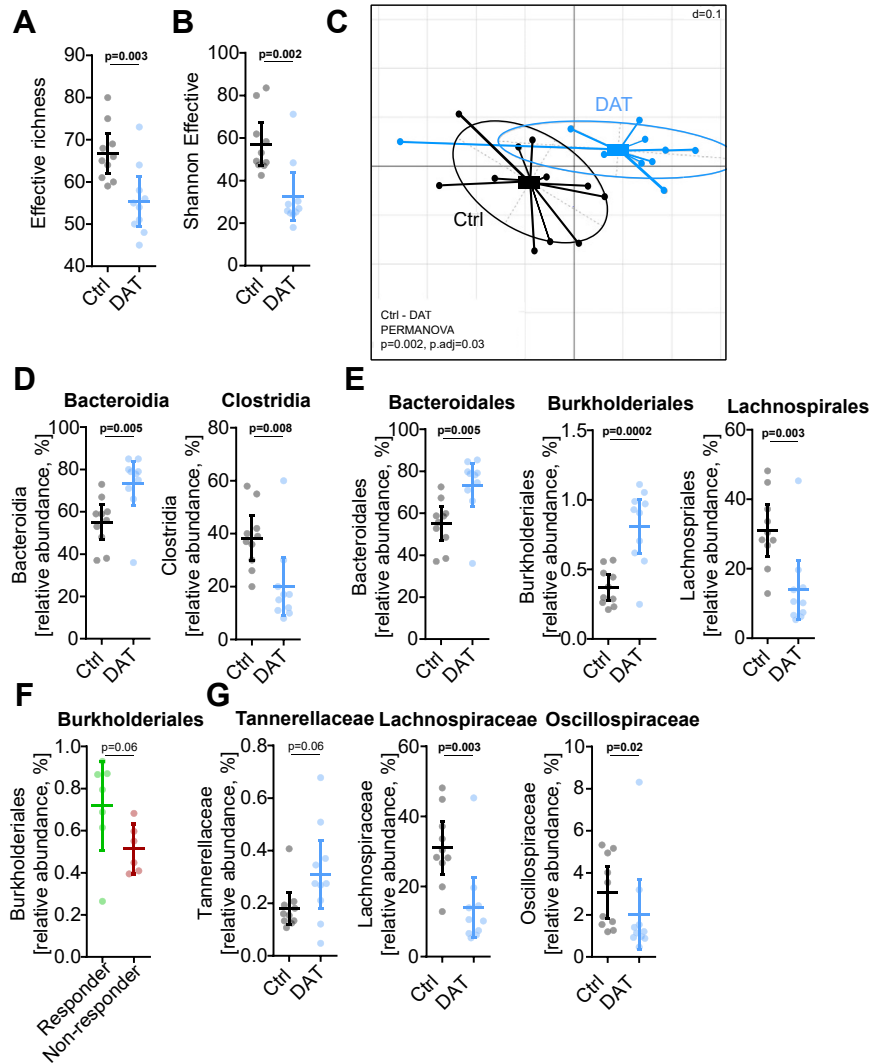 A
p=0.003
Effective richness
90
80
70
60
50
40
Ctrl
DAT
B
p=0.002
Shannon Effective
100
80
60
40
20
0
Ctrl
DAT
C
d=0.1
DAT
Ctrl
Ctrl - DAT
PERMANOVA
p=0.002, p.adj=0.03
D
Bacteroidia
p=0.005
Bacteroidia
[relative abundance, %]
100
80
60
40
20
0
Ctrl
DAT
Clostridia
p=0.008
Clostridia
[relative abundance, %]
80
60
40
20
0
Ctrl
DAT
E
Bacteroidales
p=0.005
Bacteroidales
[relative abundance, %]
100
80
60
40
20
0
Ctrl
DAT
Burkholderiales
p=0.0002
Burkholderiales
[relative abundance, %]
1.5
1.0
0.5
0.0
Ctrl
DAT
Lachnospirales
p=0.003
Lachnospriales
[relative abundance, %]
60
40
20
0
Ctrl
DAT
F
Burkholderiales
p=0.06
Burkholderiales
[relative abundance, %]
1.0
0.8
0.6
0.4
0.2
0.0
Responder
Non-responder
G
Tannerellaceae
p=0.06
Tannerellaceae
[relative abundance, %]
0.8
0.6
0.4
0.2
0.0
Ctrl
DAT
Lachnospiraceae
p=0.003
Lachnospiraceae
[relative abundance, %]
60
40
20
0
Ctrl
DAT
Oscillospiraceae
p=0.02
Oscillospiraceae
[relative abundance, %]
10
8
6
4
2
0
Ctrl
DAT